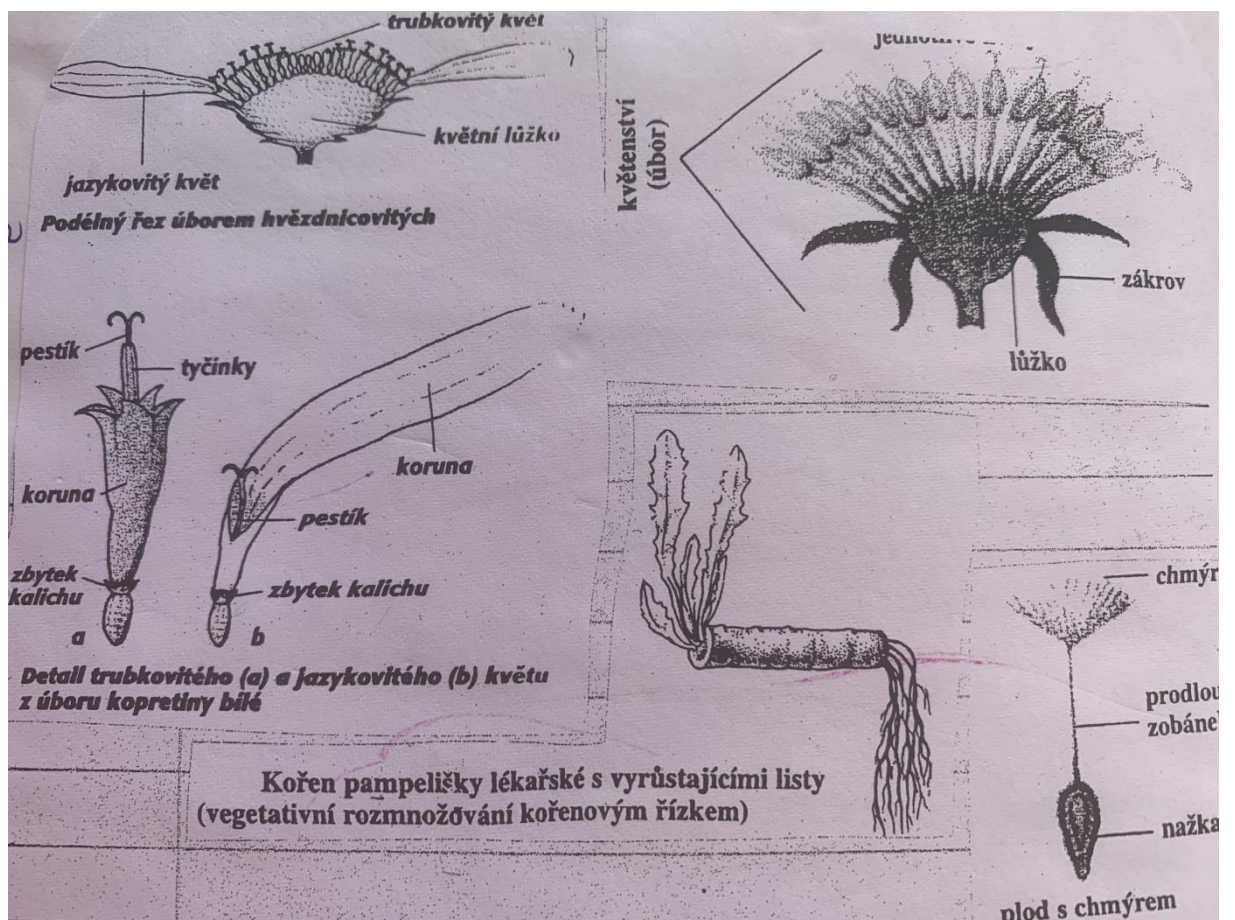 trubkovitý květ
květní lůžko
jazykovitý květ
Podélný řez úborem hvězdnicovitých
květenství
(úbor)
zákrov
lůžko
pestík
tyčinky
koruna
zbytek
kalichu
a
koruna
pestík
zbytek kalichu
b
Detail trubkovitého (a) a jazykovitého (b) květu
z úboru kopretiny bílé
Kořen pampelišky lékařské s vyrůstajícími listy
(vegetativní rozmnožování kořenovým řízkem)
chmýr
prodlou
zobáne
nažka
plod s chmýrem